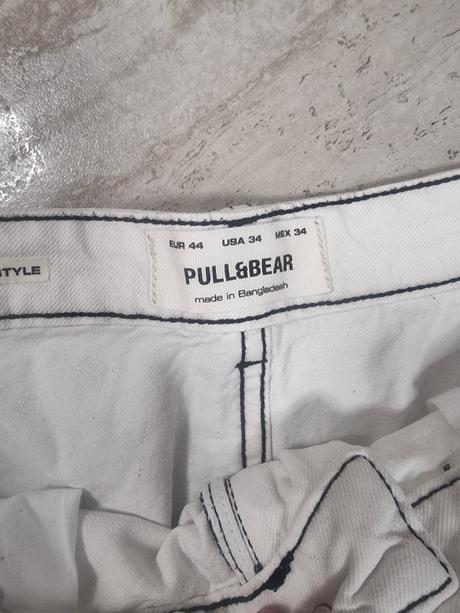 EUR 44 USA 34 MEX 34
PULL&BEAR
made in Bangladesh
STYLE